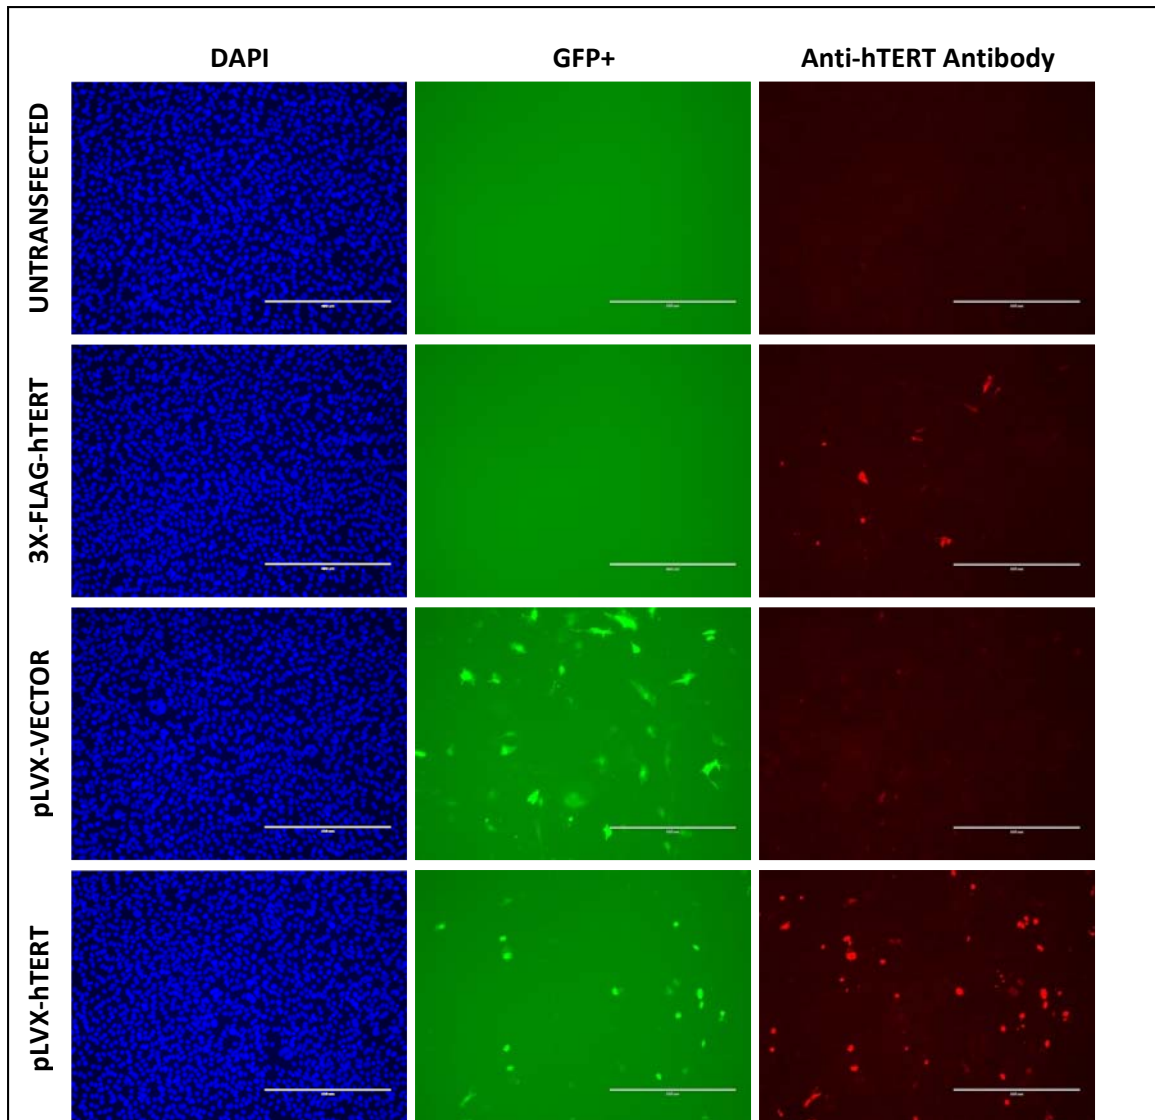 DAPI GFP+ Anti-hTERT Antibody
UNTRANSFECTED
3X-FLAG-hTERT
pLVX-VECTOR
pLVX-hTERT